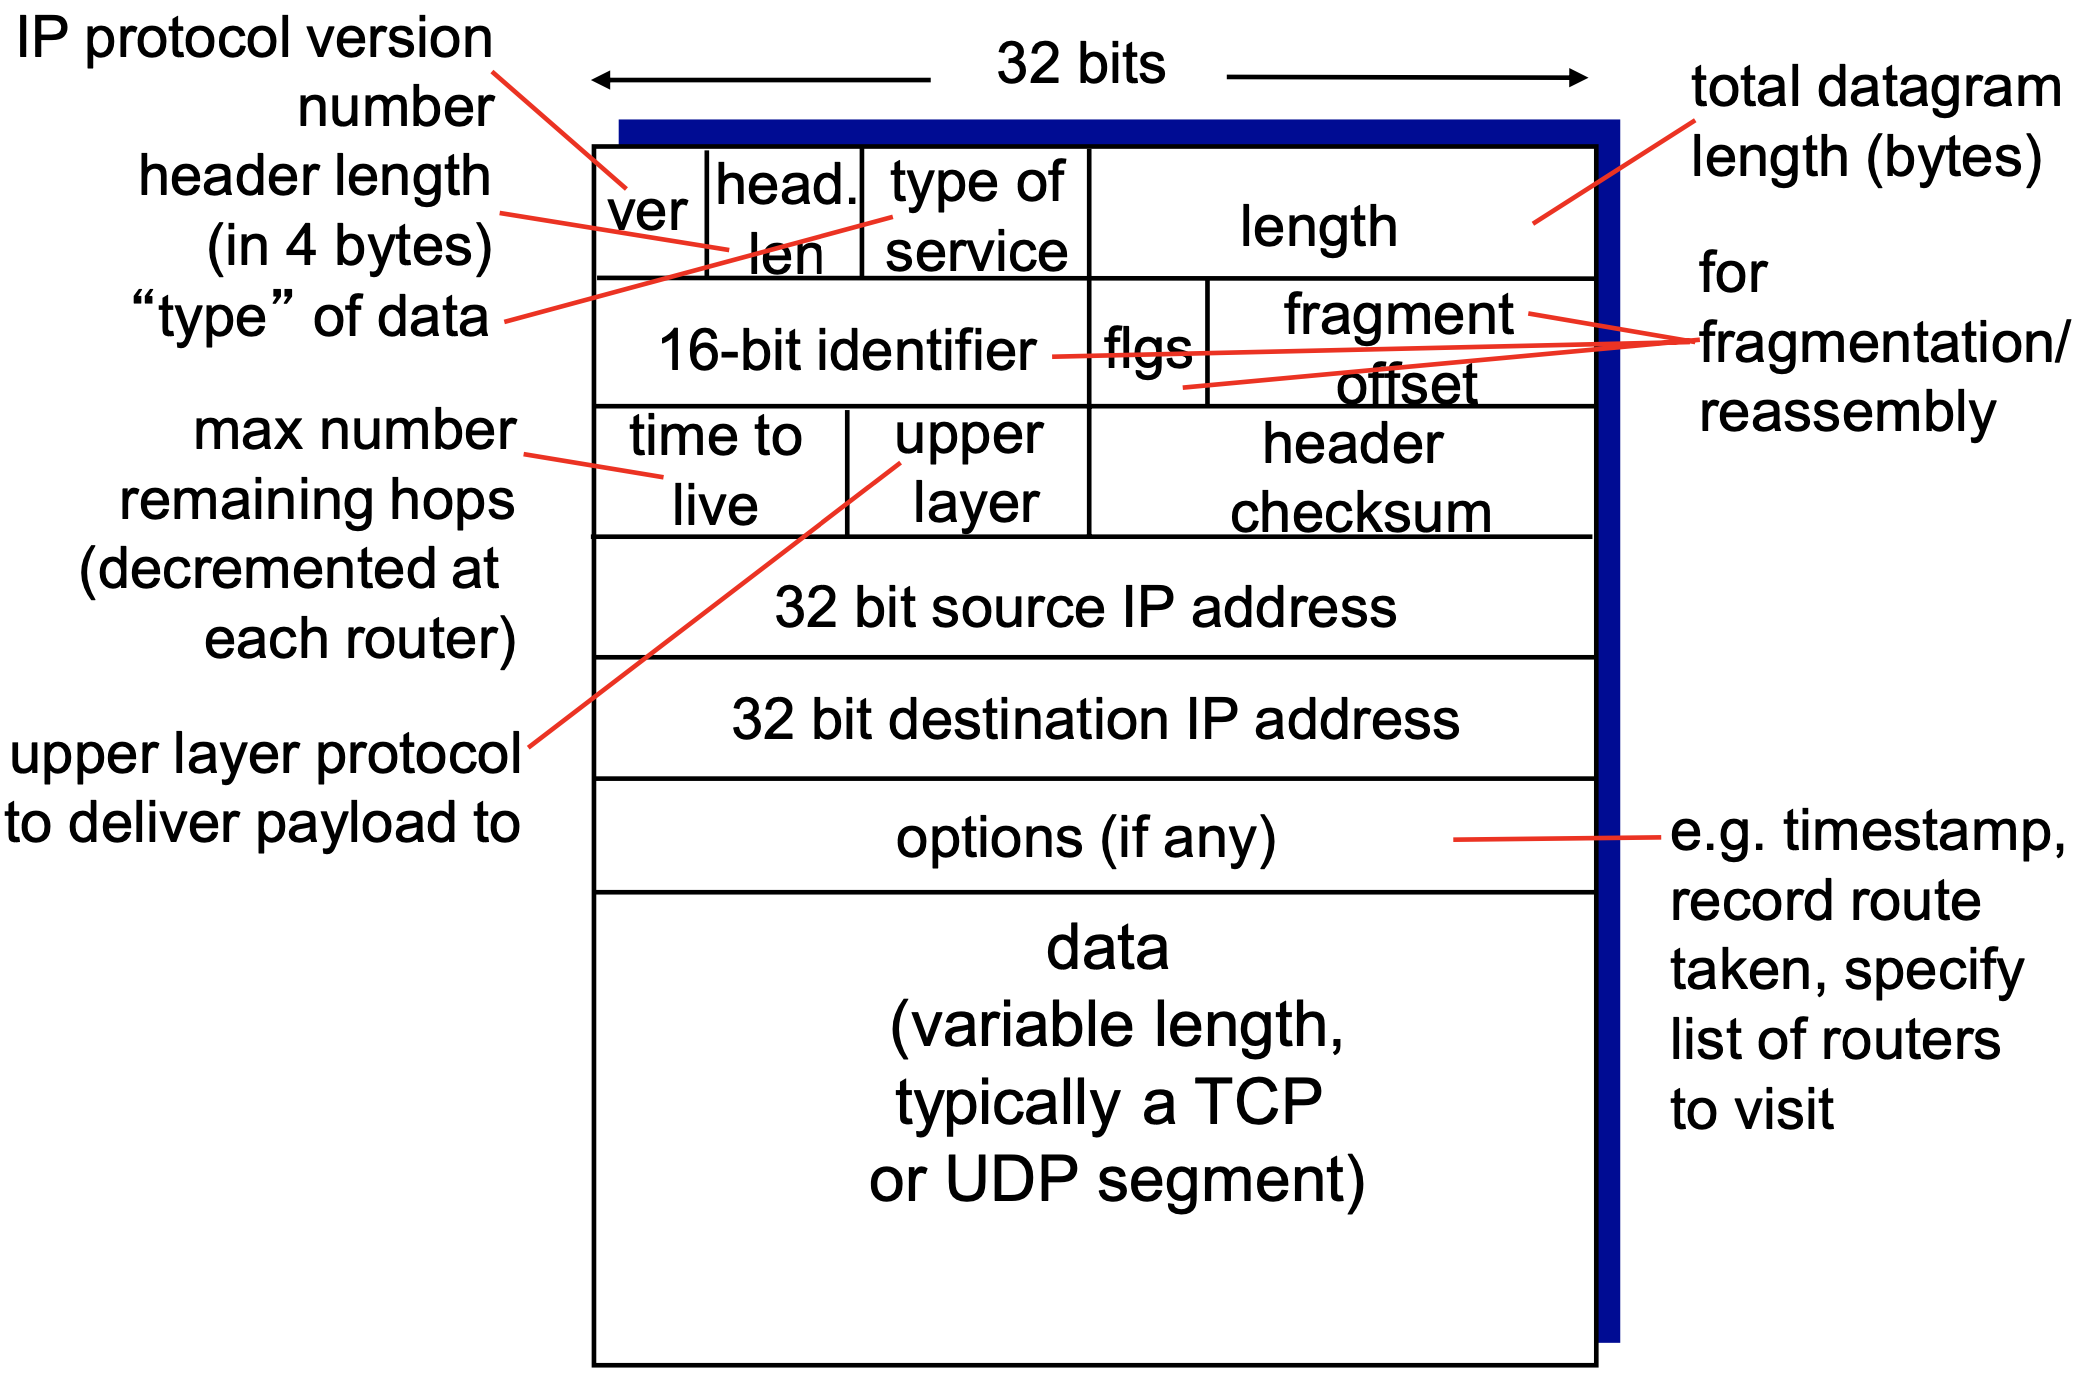 IP protocol version
number
header length
(in 4 bytes)
“type” of data
max number
remaining hops
(decremented at
each router)
upper layer protocol
to deliver payload to
32 bits
ver
head.
len
type of
service
length
16-bit identifier
flgs
fragment
offset
time to
live
upper
layer
header
checksum
32 bit source IP address
32 bit destination IP address
options (if any)
data
(variable length,
typically a TCP
or UDP segment)
total datagram
length (bytes)
for
fragmentation/
reassembly
e.g. timestamp,
record route
taken, specify
list of routers
to visit